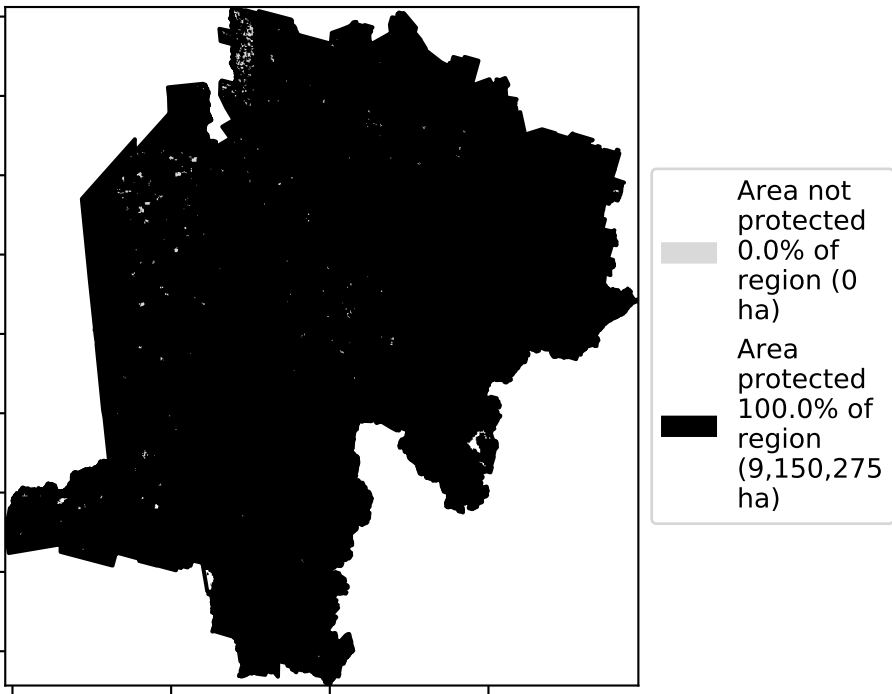 Area not
protected
0.0% of
region (0
ha)
Area
protected
100.0% of
region
(9,150,275
ha)